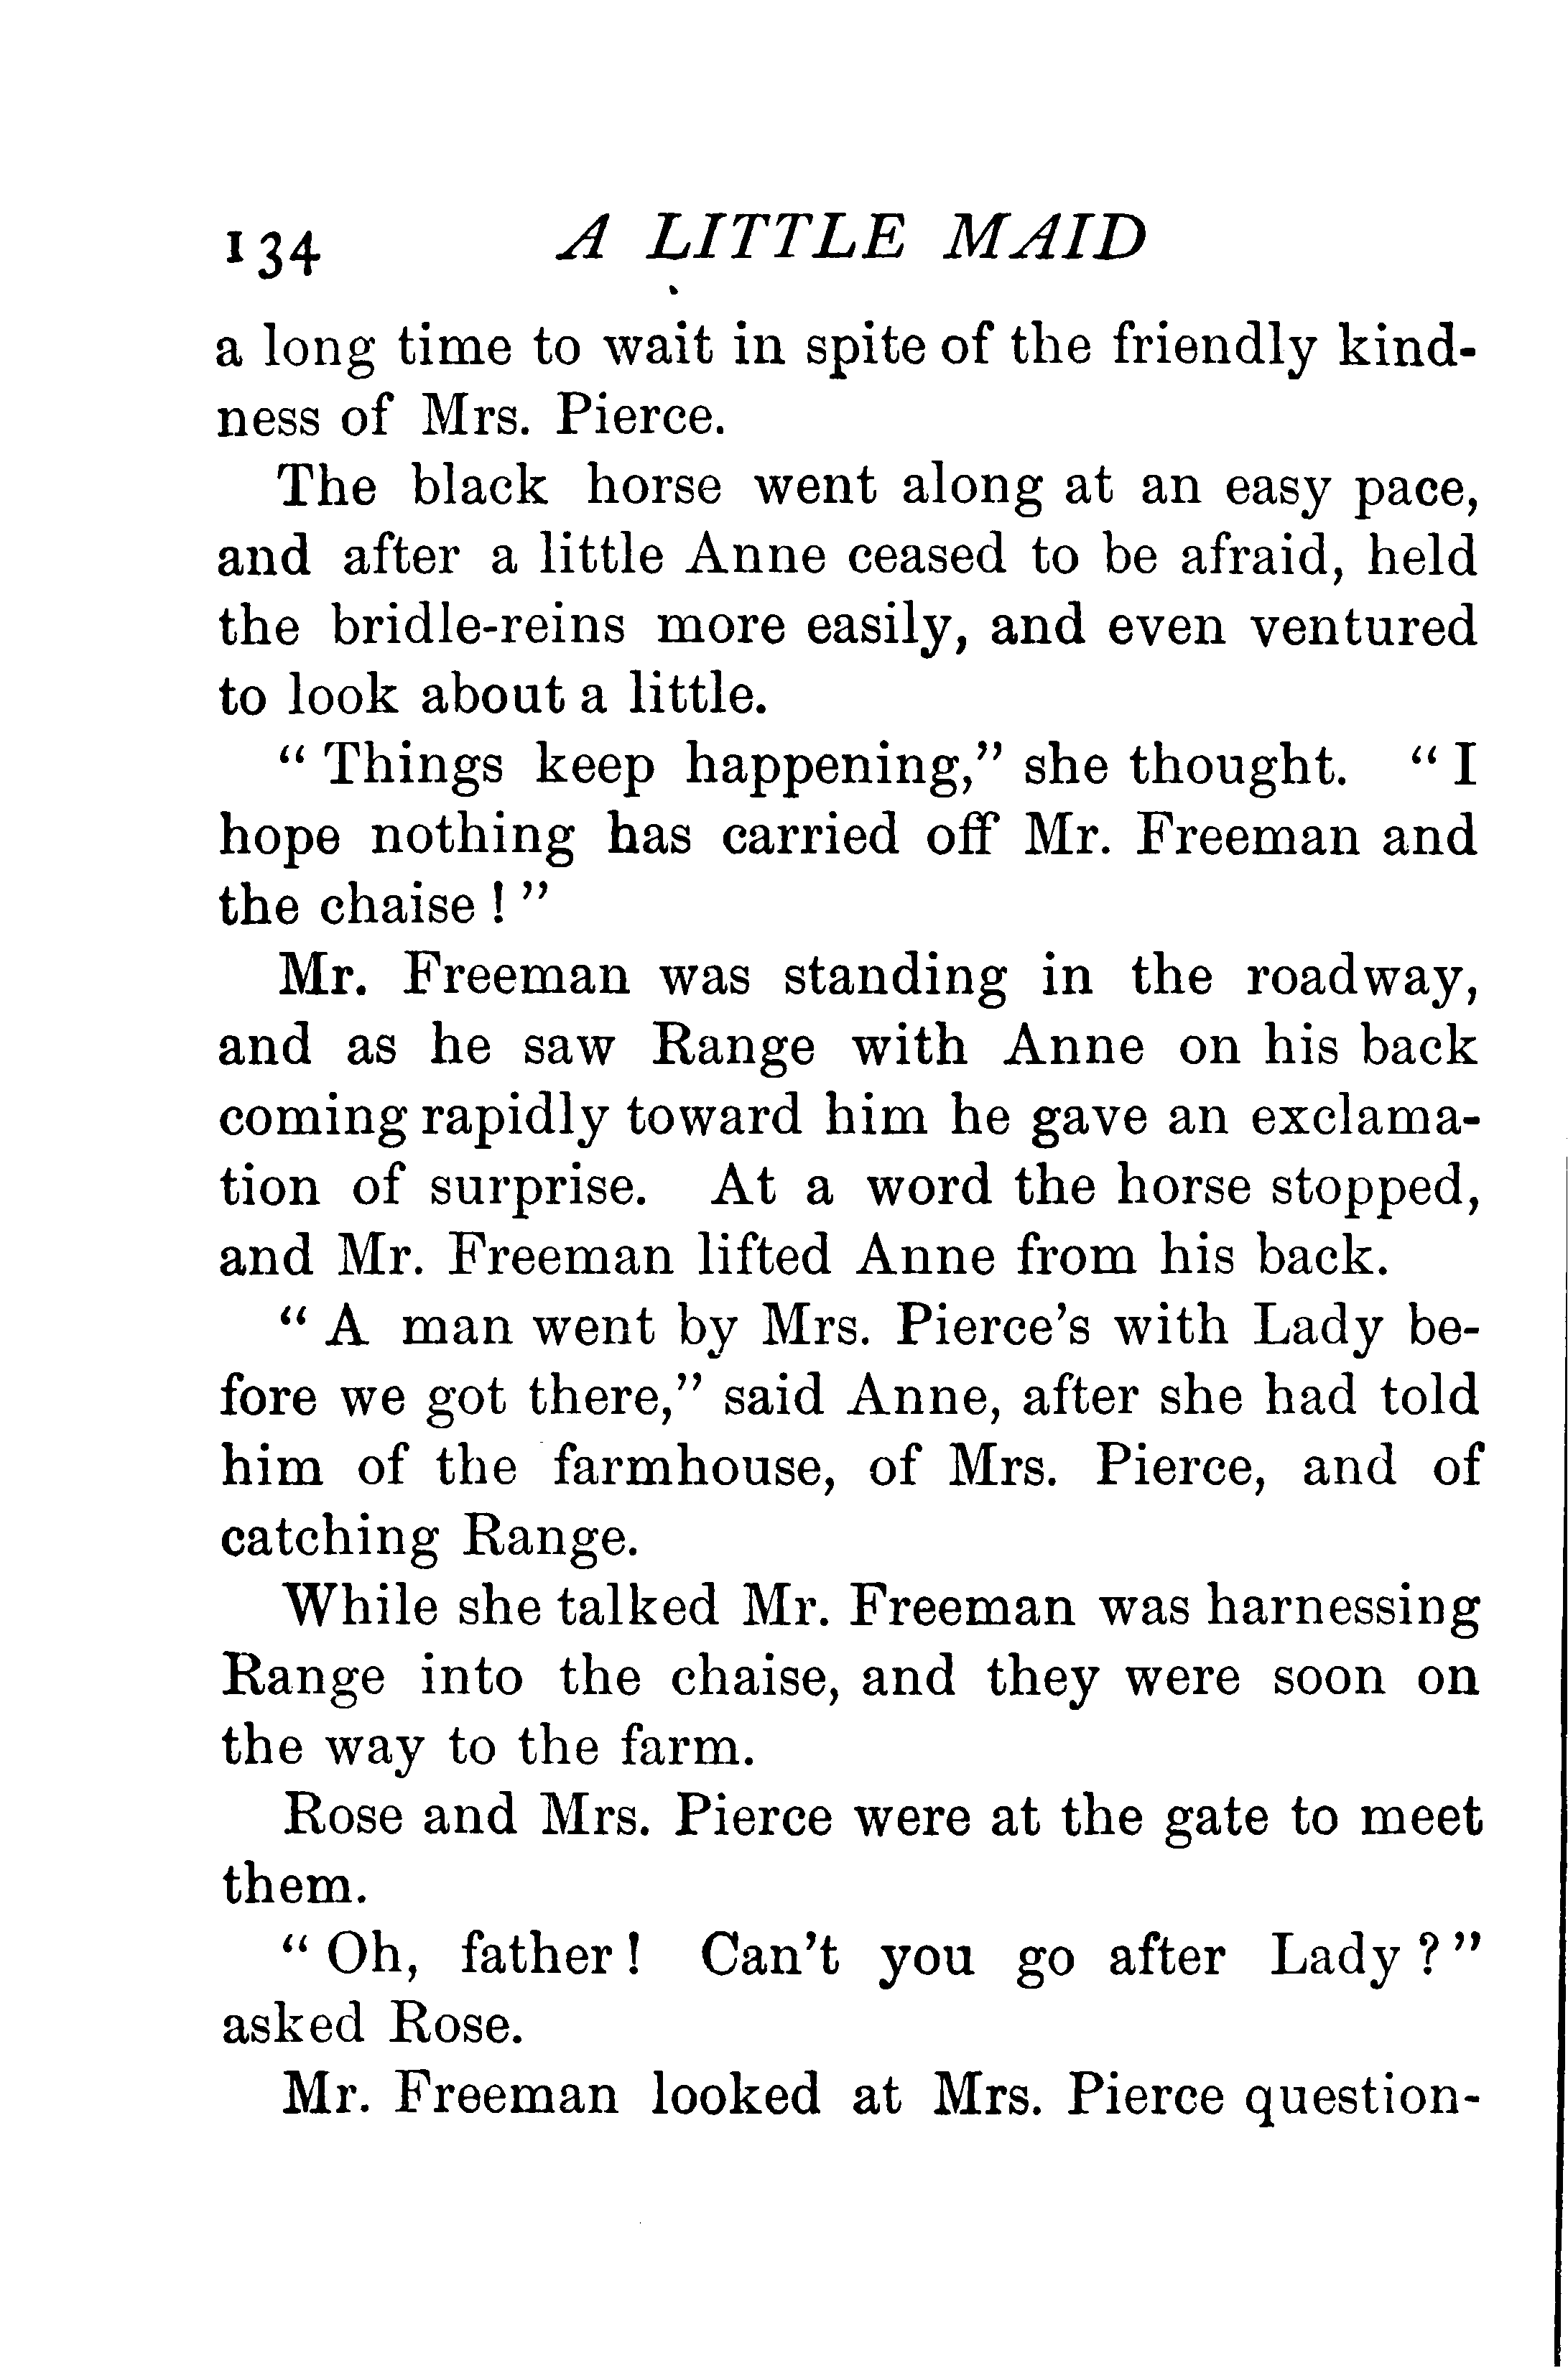 134 A LITTLE MAID
a long time to wait in spite of the friendly kind-
ness of Mrs. Pierce.
The black horse went along at an easy pace,
and after a little Anne ceased to be afraid, held
the bridle-reins more easily, and even ventured
to look about a little.
“ Things keep happening,” she thought. “ I
hope nothing has carried off Mr. Freeman and
the chaise ! ”
Mr. Freeman was standing in the roadway,
and as he saw Range with Anne on his back
coming rapidly toward him he gave an exclama-
tion of surprise. At a word the horse stopped,
and Mr. Freeman lifted Anne from his back.
“ A man went by Mrs. Pierce’s with Lady be-
fore we got there,” said Anne, after she had told
him of the farmhouse, of Mrs. Pierce, and of
catching Range.
While she talked Mr. Freeman was harnessing
Range into the chaise, and they were soon on
the way to the farm.
Rose and Mrs. Pierce were at the gate to meet
them.
“ Oh, father ! Can’t you go after Lady ? ”
asked Rose.
Mr. Freeman looked at Mrs. Pierce question-